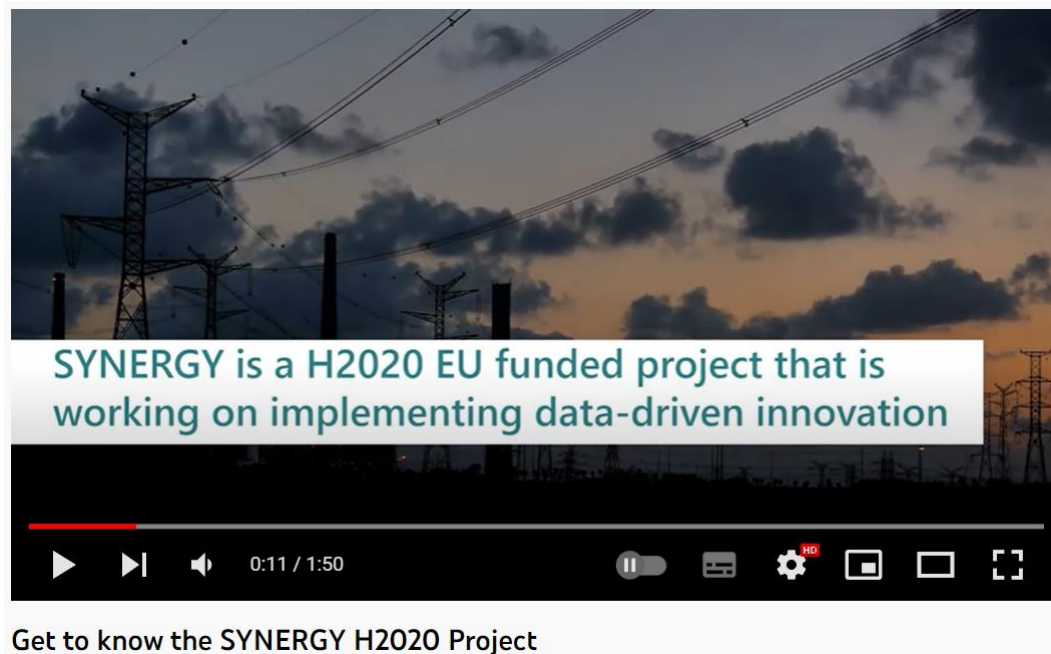 SYNERGY is a H2020 EU funded project that is
working on implementing data-driven innovation
0:11 / 1:50
HD
Get to know the SYNERGY H2020 Project